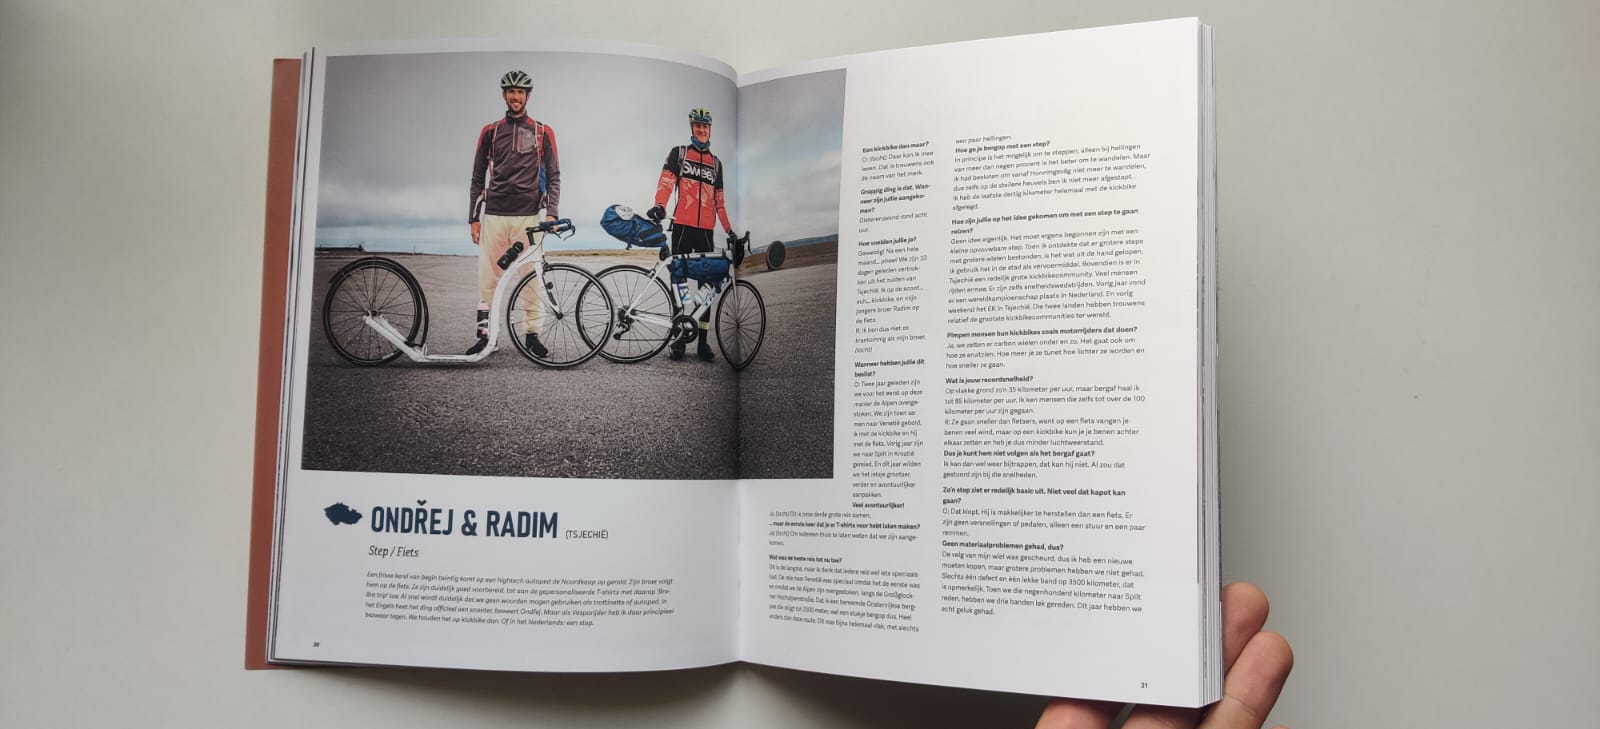 Sweep
ONDŘEJ & RADIM (TSJECHIË)
Step / Fiets
Een frisse kerel van begin twintig komt op een hightech autoped de Noordkaap op gerold. Zijn broer volgt
hem op de fiets. Ze zijn duidelijk goed voorbereid, tot aan de gepersonaliseerde T-shirts met daarop 'Bro-
Bro trip' toe. Al snel wordt duidelijk dat we geen woorden mogen gebruiken als trottinette of autoped. In
het Engels heet het ding officieel een scooter, beweert Ondřej. Maar als Vesparijder heb ik daar principieel
bezwaar tegen. We houden het op kickbike dan. Of in het Nederlands: een step.
30
Een kickbike dan maar?
O: (lacht) Daar kan ik mee
leven. Dat is trouwens ook
de naam van het merk.
Grappig ding is dat. Wan-
neer zijn jullie aangeko-
men?
Gisterenavond rond acht
uur.
Hoe voelden jullie je?
Geweldig! Na een hele
maand... phew! We zijn 33
dagen geleden vertrok-
ken uit het zuiden van
Tsjechië. Ik op de scoot...
euh... kickbike, en mijn
jongere broer Radim op
de fiets.
R: Ik ben dus niet zo
krankzinnig als mijn broer.
(lacht)
Wanneer hebben jullie dit
beslist?
O: Twee jaar geleden zijn
we voor het eerst op deze
manier de Alpen overge-
stoken. We zijn toen sa-
men naar Venetië gebold,
ik met de kickbike en hij
met de fiets. Vorig jaar zijn
we naar Split in Kroatië
gereisd. En dit jaar wilden
we het ietsje grootser,
verder en avontuurlijker
aanpakken.
Veel avontuurlijker!
Ja, (lacht) Dit is onze derde grote reis samen.
... maar de eerste keer dat je er T-shirts voor hebt laten maken?
Ja! (lacht) Om iedereen thuis te laten weten dat we zijn aange-
komen.
Wat was de beste reis tot nu toe?
Dit is de langste, maar ik denk dat iedere reis wel iets speciaals
had. De reis naar Venetië was speciaal omdat het de eerste was
en omdat we de Alpen zijn overgestoken, langs de Großglock-
ner Hochalpenstraße. Dat is een beroemde Oostenrijkse berg-
pas die stijgt tot 2500 meter, wel een stukje bergop dus. Heel
anders dan deze route. Dit was bijna helemaal vlak, met slechts
een paar hellingen.
Hoe ga je bergop met een step?
In principe is het mogelijk om te steppen, alleen bij hellingen
van meer dan negen procent is het beter om te wandelen. Maar
ik had besloten om vanaf Honningsvåg niet meer te wandelen,
dus zelfs op de steilere heuvels ben ik niet meer afgestapt.
Ik heb de laatste dertig kilometer helemaal met de kickbike
afgelegd.
Hoe zijn jullie op het idee gekomen om met een step te gaan
reizen?
Geen idee eigenlijk. Het moet ergens begonnen zijn met een
kleine opvouwbare step. Toen ik ontdekte dat er grotere steps
met grotere wielen bestonden, is het wat uit de hand gelopen.
Ik gebruik het in de stad als vervoermiddel. Bovendien is er in
Tsjechië een redelijk grote kickbikecommunity. Veel mensen
rijden ermee. Er zijn zelfs snelheidswedstrijden. Vorig jaar vond
er een wereldkampioenschap plaats in Nederland. En vorig
weekend het EK in Tsjechië. Die twee landen hebben trouwens
relatief de grootste kickbikecommunities ter wereld.
Pimpen mensen hun kickbikes zoals motorrijders dat doen?
Ja, we zetten er carbon wielen onder en zo. Het gaat ook om
hoe ze eruitzien. Hoe meer je ze tunet hoe lichter ze worden en
hoe sneller ze gaan.
Wat is jouw recordsnelheid?
Op vlakke grond zo'n 35 kilometer per uur, maar bergaf haal ik
tot 85 kilometer per uur. Ik ken mensen die zelfs tot over de 100
kilometer per uur zijn gegaan.
R: Ze gaan sneller dan fietsers, want op een fiets vangen je
benen veel wind, maar op een kickbike kun je je benen achter
elkaar zetten en heb je dus minder luchtweerstand.
Dus je kunt hem niet volgen als het bergaf gaat?
Ik kan dan wel weer bijtrappen, dat kan hij niet. Al zou dat
gestoord zijn bij die snelheden.
Zo'n step ziet er redelijk basic uit. Niet veel dat kapot kan
gaan?
O: Dat klopt. Hij is makkelijker te herstellen dan een fiets. Er
zijn geen versnellingen of pedalen, alleen een stuur en een paar
remmen.
Geen materiaalproblemen gehad, dus?
De velg van mijn wiel was gescheurd, dus ik heb een nieuwe
moeten kopen, maar grotere problemen hebben we niet gehad.
Slechts één defect en één lekke band op 3500 kilometer, dat
is opmerkelijk. Toen we die negenhonderd kilometer naar Split
reden, hebben we drie banden lek gereden. Dit jaar hebben we
echt geluk gehad.
31